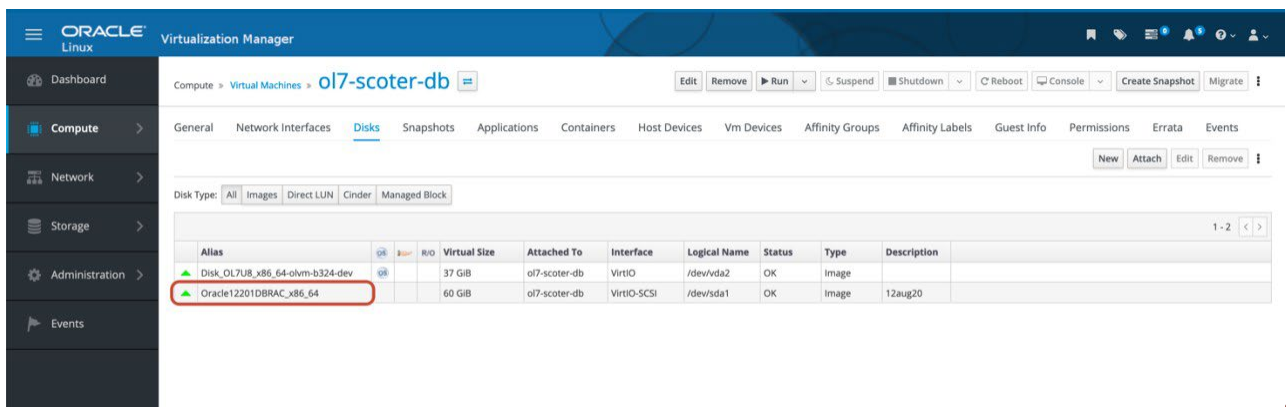 ORACLE
Linux
Virtualization Manager
0
5
Dashboard
Compute
Network
Storage
Administration
Events
Compute » Virtual Machines » ol7-scoter-db
Edit Remove Run Suspend Shutdown Reboot Console Create Snapshot Migrate
General Network Interfaces Disks Snapshots Applications Containers Host Devices Vm Devices Affinity Groups Affinity Labels Guest Info Permissions Errata Events
New Attach Edit Remove
Disk Type: All Images Direct LUN Cinder Managed Block
1 - 2 < >
Alias OS R/O Virtual Size Attached To Interface Logical Name Status Type Description
Disk_OL7U8_x86_64-olvm-b324-dev OS 37 GiB ol7-scoter-db VirtIO /dev/vda2 OK Image
Oracle12201DBRAC_x86_64 60 GiB ol7-scoter-db VirtIO-SCSI /dev/sda1 OK Image 12aug20